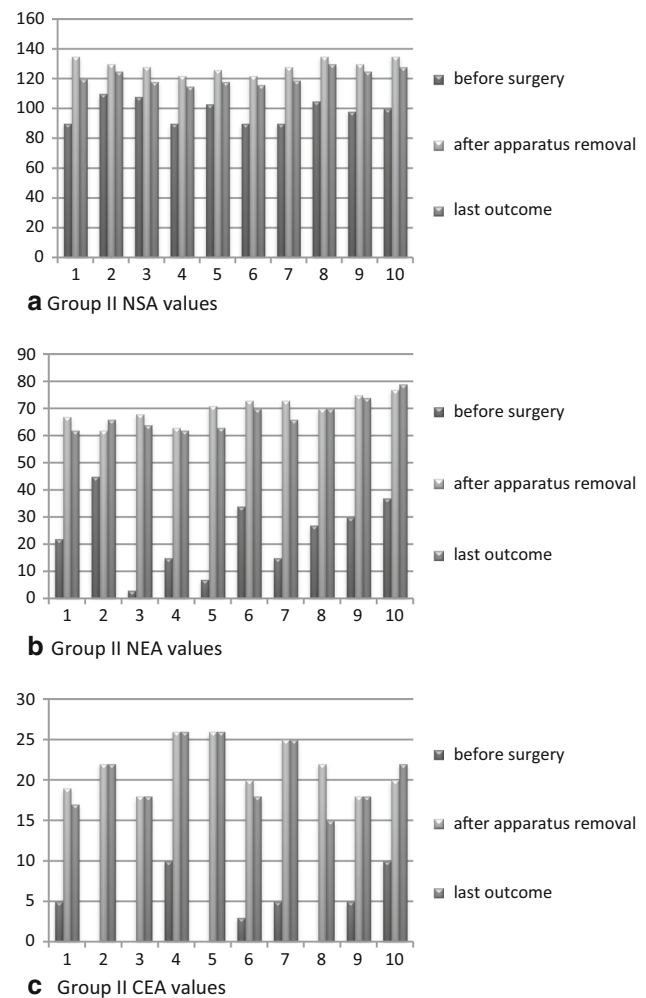 160
140
120
100
80
60
40
20
0
1 2 3 4 5 6 7 8 9 10
before surgery
after apparatus removal
last outcome
a Group II NSA values
90
80
70
60
50
40
30
20
10
0
1 2 3 4 5 6 7 8 9 10
before surgery
after apparatus removal
last outcome
b Group II NEA values
30
25
20
15
10
5
0
1 2 3 4 5 6 7 8 9 10
before surgery
after apparatus removal
last outcome
c Group II CEA values